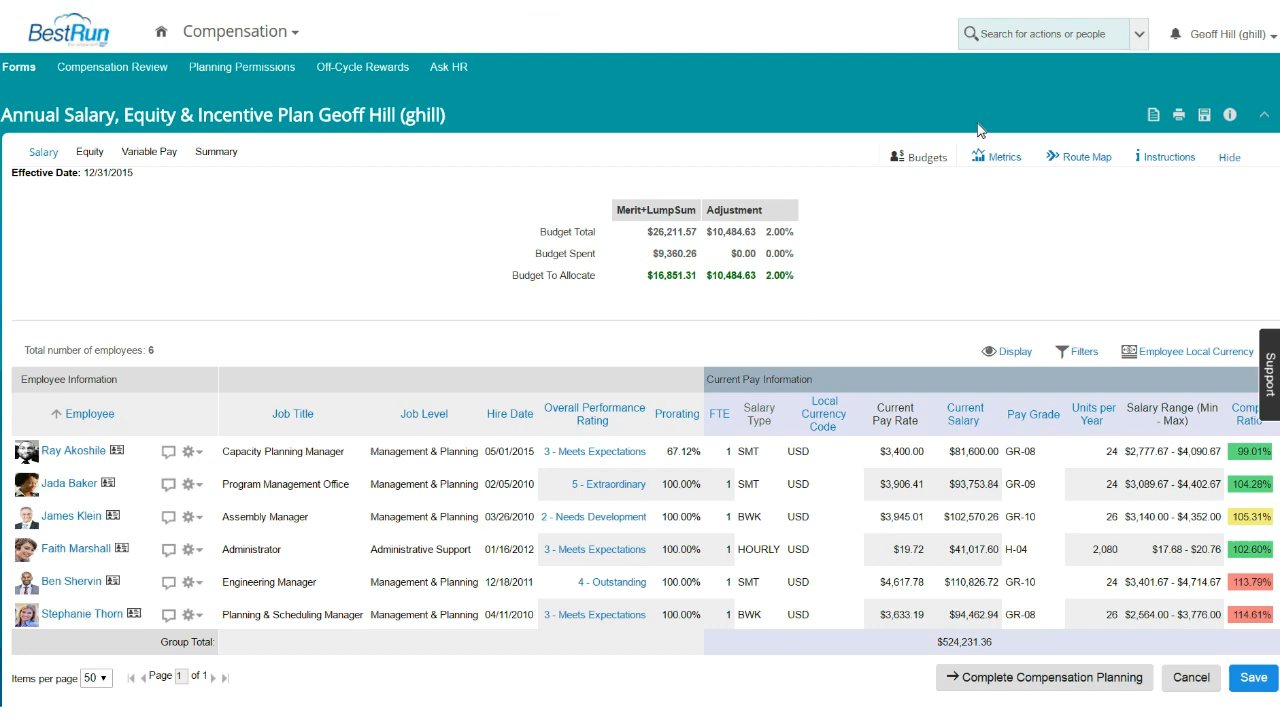 BestRun
Compensation
Search for actions or people
Geoff Hill (ghill)
Forms Compensation Review Planning Permissions Off-Cycle Rewards Ask HR
Annual Salary, Equity & Incentive Plan Geoff Hill (ghill)
Salary Equity Variable Pay Summary
Budgets Metrics Route Map Instructions Hide
Effective Date: 12/31/2015
Merit+LumpSum Adjustment
Budget Total $26,211.57 $10,484.63 2.00%
Budget Spent $9,360.26 $0.00 0.00%
Budget To Allocate $16,851.31 $10,484.63 2.00%
Total number of employees: 6
Display Filters Employee Local Currency
Support
Employee Information Current Pay Information
Employee Job Title Job Level Hire Date Overall Performance Rating Prorating FTE Salary Type Local Currency Code Current Pay Rate Current Salary Pay Grade Units per Year Salary Range (Min - Max) Comp Ratio
Ray Akoshile Capacity Planning Manager Management & Planning 05/01/2015 3 - Meets Expectations 67.12% 1 SMT USD $3,400.00 $81,600.00 GR-08 24 $2,777.67 - $4,090.67 99.01%
Jada Baker Program Management Office Management & Planning 02/05/2010 5 - Extraordinary 100.00% 1 SMT USD $3,906.41 $93,753.84 GR-09 24 $3,089.67 - $4,402.67 104.28%
James Klein Assembly Manager Management & Planning 03/26/2010 2 - Needs Development 100.00% 1 BWK USD $3,945.01 $102,570.26 GR-10 26 $3,140.00 - $4,352.00 105.31%
Faith Marshall Administrator Administrative Support 01/16/2012 3 - Meets Expectations 100.00% 1 HOURLY USD $19.72 $41,017.60 H-04 2,080 $17.68 - $20.76 102.60%
Ben Shervin Engineering Manager Management & Planning 12/18/2011 4 - Outstanding 100.00% 1 SMT USD $4,617.78 $110,826.72 GR-10 24 $3,401.67 - $4,714.67 113.79%
Stephanie Thorn Planning & Scheduling Manager Management & Planning 04/11/2010 3 - Meets Expectations 100.00% 1 BWK USD $3,633.19 $94,462.94 GR-08 26 $2,564.00 - $3,776.00 114.61%
Group Total: $524,231.36
Items per page 50 Page 1 of 1
Complete Compensation Planning Cancel Save